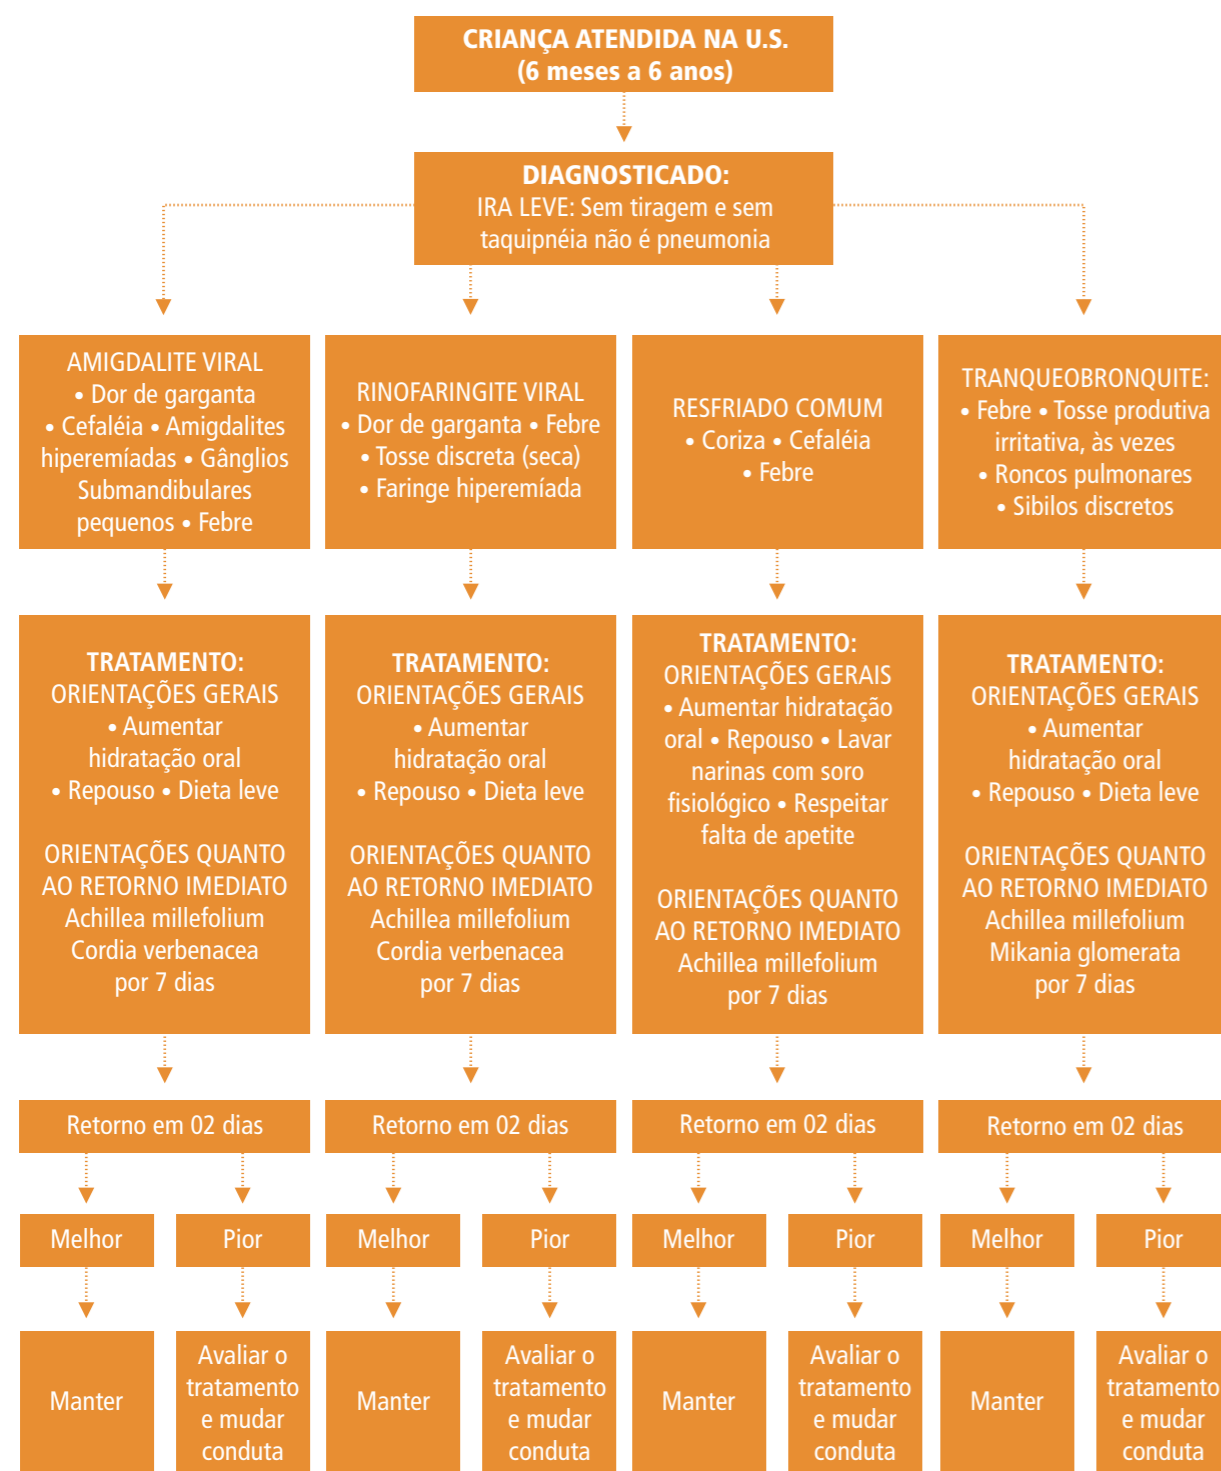 CRIANÇA ATENDIDA NA U.S.
(6 meses a 6 anos)
DIAGNOSTICADO:
IRA LEVE: Sem tiragem e sem
taquipnéia não é pneumonia
AMIGDALITE VIRAL
• Dor de garganta
• Cefaléia • Amigdalites
hiperemíadas • Gânglios
Submandibulares
pequenos • Febre
RINOFARINGITE VIRAL
• Dor de garganta • Febre
• Tosse discreta (seca)
• Faringe hiperemíada
RESFRIADO COMUM
• Coriza • Cefaléia
• Febre
TRANQUEOBRONQUITE:
• Febre • Tosse produtiva
irritativa, às vezes
• Roncos pulmonares
• Sibilos discretos
TRATAMENTO:
ORIENTAÇÕES GERAIS
• Aumentar
hidratação oral
• Repouso • Dieta leve
ORIENTAÇÕES QUANTO
AO RETORNO IMEDIATO
Achillea millefolium
Cordia verbenacea
por 7 dias
TRATAMENTO:
ORIENTAÇÕES GERAIS
• Aumentar
hidratação oral
• Repouso • Dieta leve
ORIENTAÇÕES QUANTO
AO RETORNO IMEDIATO
Achillea millefolium
Cordia verbenacea
por 7 dias
TRATAMENTO:
ORIENTAÇÕES GERAIS
• Aumentar hidratação
oral • Repouso • Lavar
narinas com soro
fisiológico • Respeitar
falta de apetite
ORIENTAÇÕES QUANTO
AO RETORNO IMEDIATO
Achillea millefolium
por 7 dias
TRATAMENTO:
ORIENTAÇÕES GERAIS
• Aumentar
hidratação oral
• Repouso • Dieta leve
ORIENTAÇÕES QUANTO
AO RETORNO IMEDIATO
Achillea millefolium
Mikania glomerata
por 7 dias
Retorno em 02 dias
Retorno em 02 dias
Retorno em 02 dias
Retorno em 02 dias
Melhor
Pior
Melhor
Pior
Melhor
Pior
Melhor
Pior
Manter
Avaliar o
tratamento
e mudar
conduta
Manter
Avaliar o
tratamento
e mudar
conduta
Manter
Avaliar o
tratamento
e mudar
conduta
Manter
Avaliar o
tratamento
e mudar
conduta